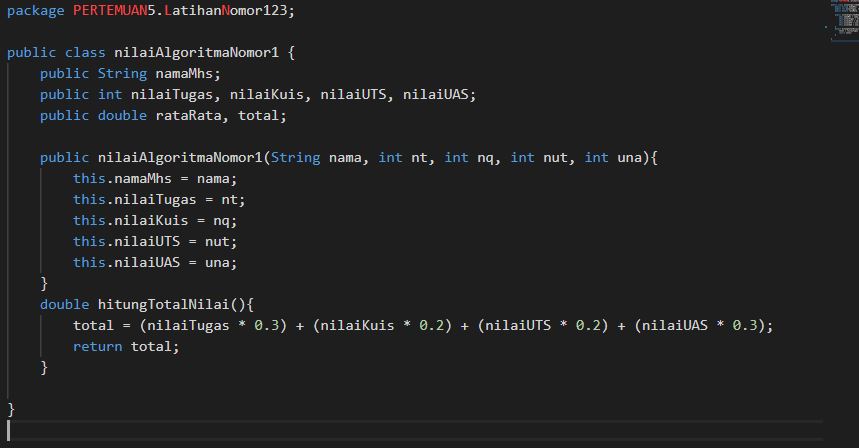 package PERTEMUAN5.LatihanNomor123;
public class nilaiAlgoritmaNomor1 {
public String namaMhs;
public int nilaiTugas, nilaiKuis, nilaiUTS, nilaiUAS;
public double rataRata, total;
public nilaiAlgoritmaNomor1(String nama, int nt, int nq, int nut, int una){
this.namaMhs = nama;
this.nilaiTugas = nt;
this.nilaiKuis = nq;
this.nilaiUTS = nut;
this.nilaiUAS = una;
}
double hitungTotalNilai(){
total = (nilaiTugas * 0.3) + (nilaiKuis * 0.2) + (nilaiUTS * 0.2) + (nilaiUAS * 0.3);
return total;
}
}